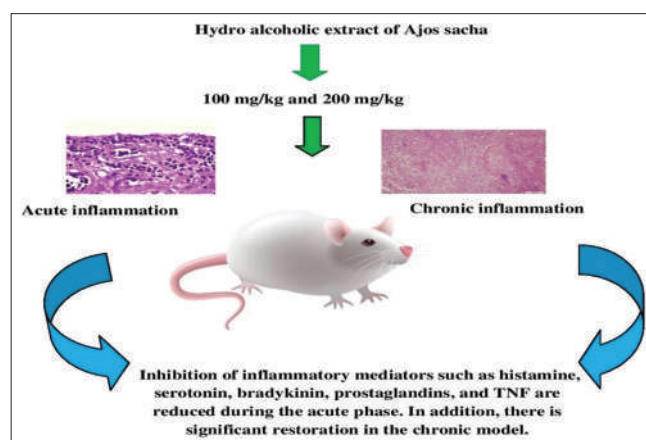 Hydro alcoholic extract of Ajos sacha
100 mg/kg and 200 mg/kg
Acute inflammation
Chronic inflammation
Inhibition of inflammatory mediators such as histamine,
serotonin, bradykinin, prostaglandins, and TNF are
reduced during the acute phase. In addition, there is
significant restoration in the chronic model.